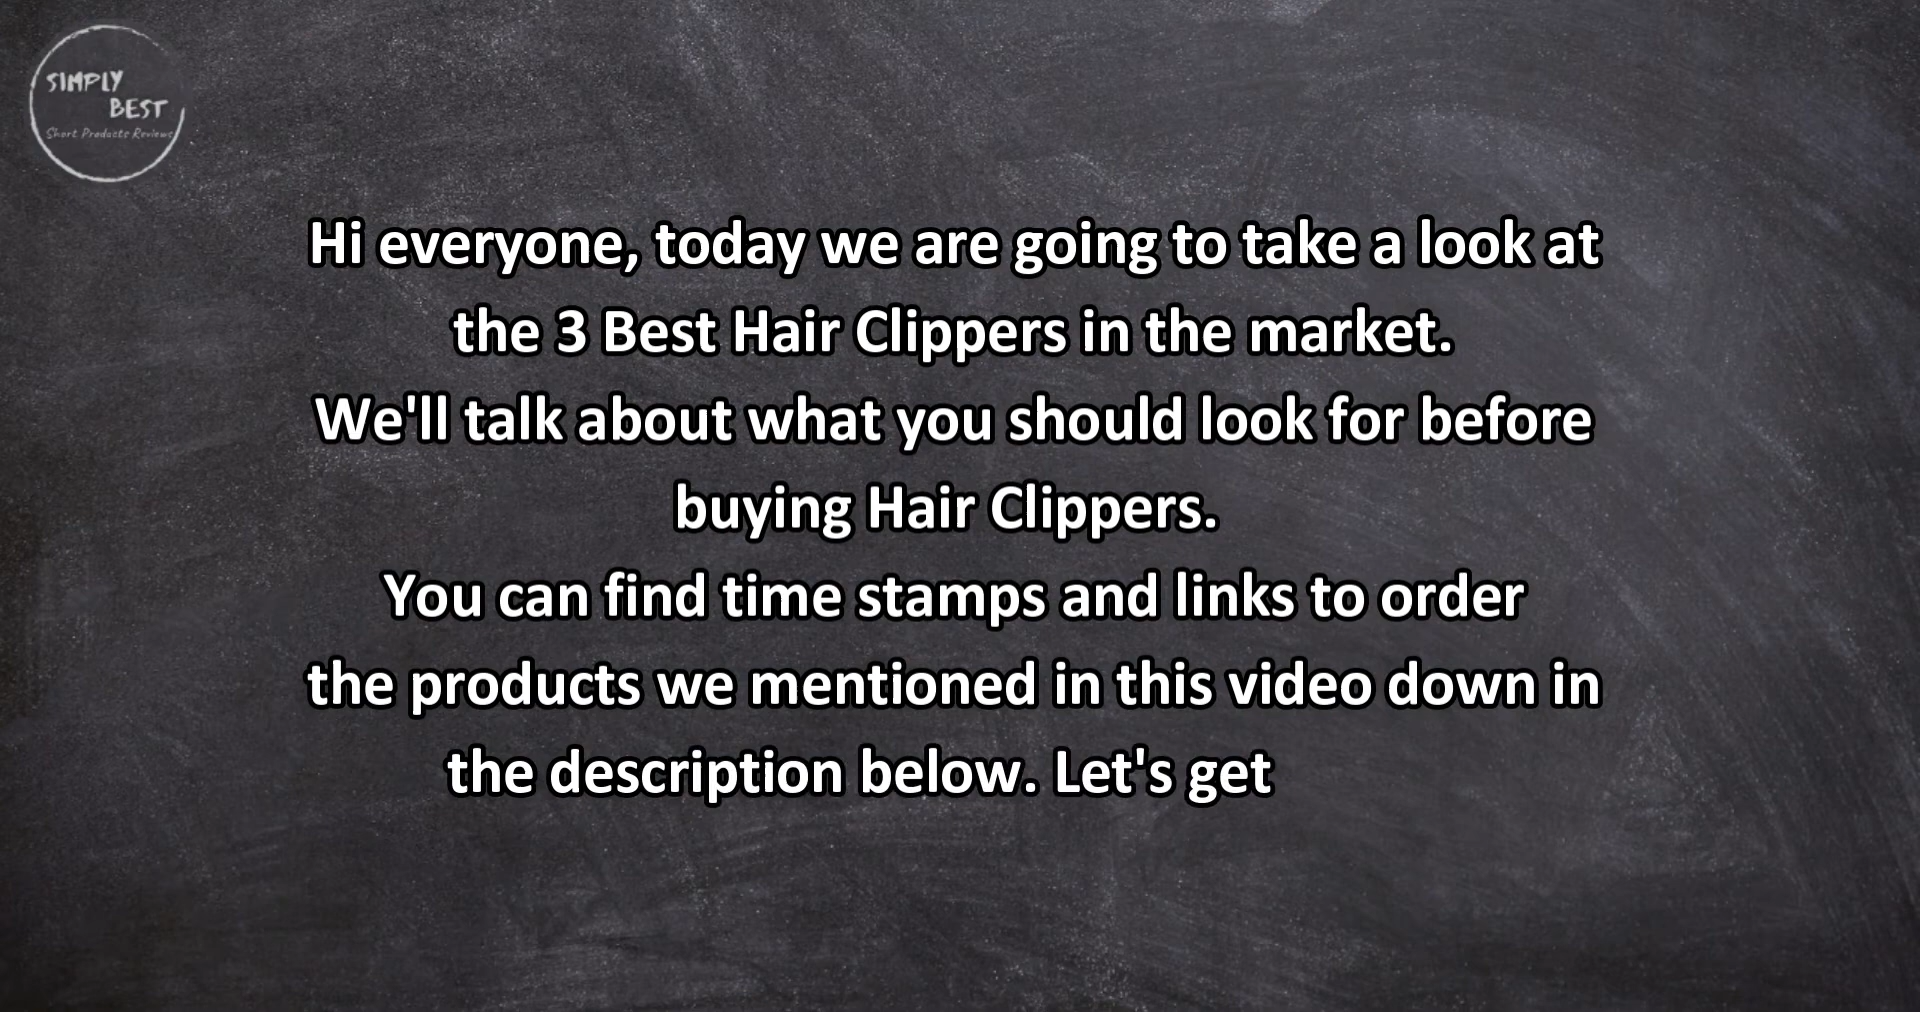 SIMPLY
BEST
Short Products Reviews
Hi everyone, today we are going to take a look at
the 3 Best Hair Clippers in the market.
We'll talk about what you should look for before
buying Hair Clippers.
You can find time stamps and links to order
the products we mentioned in this video down in
the description below. Let's get